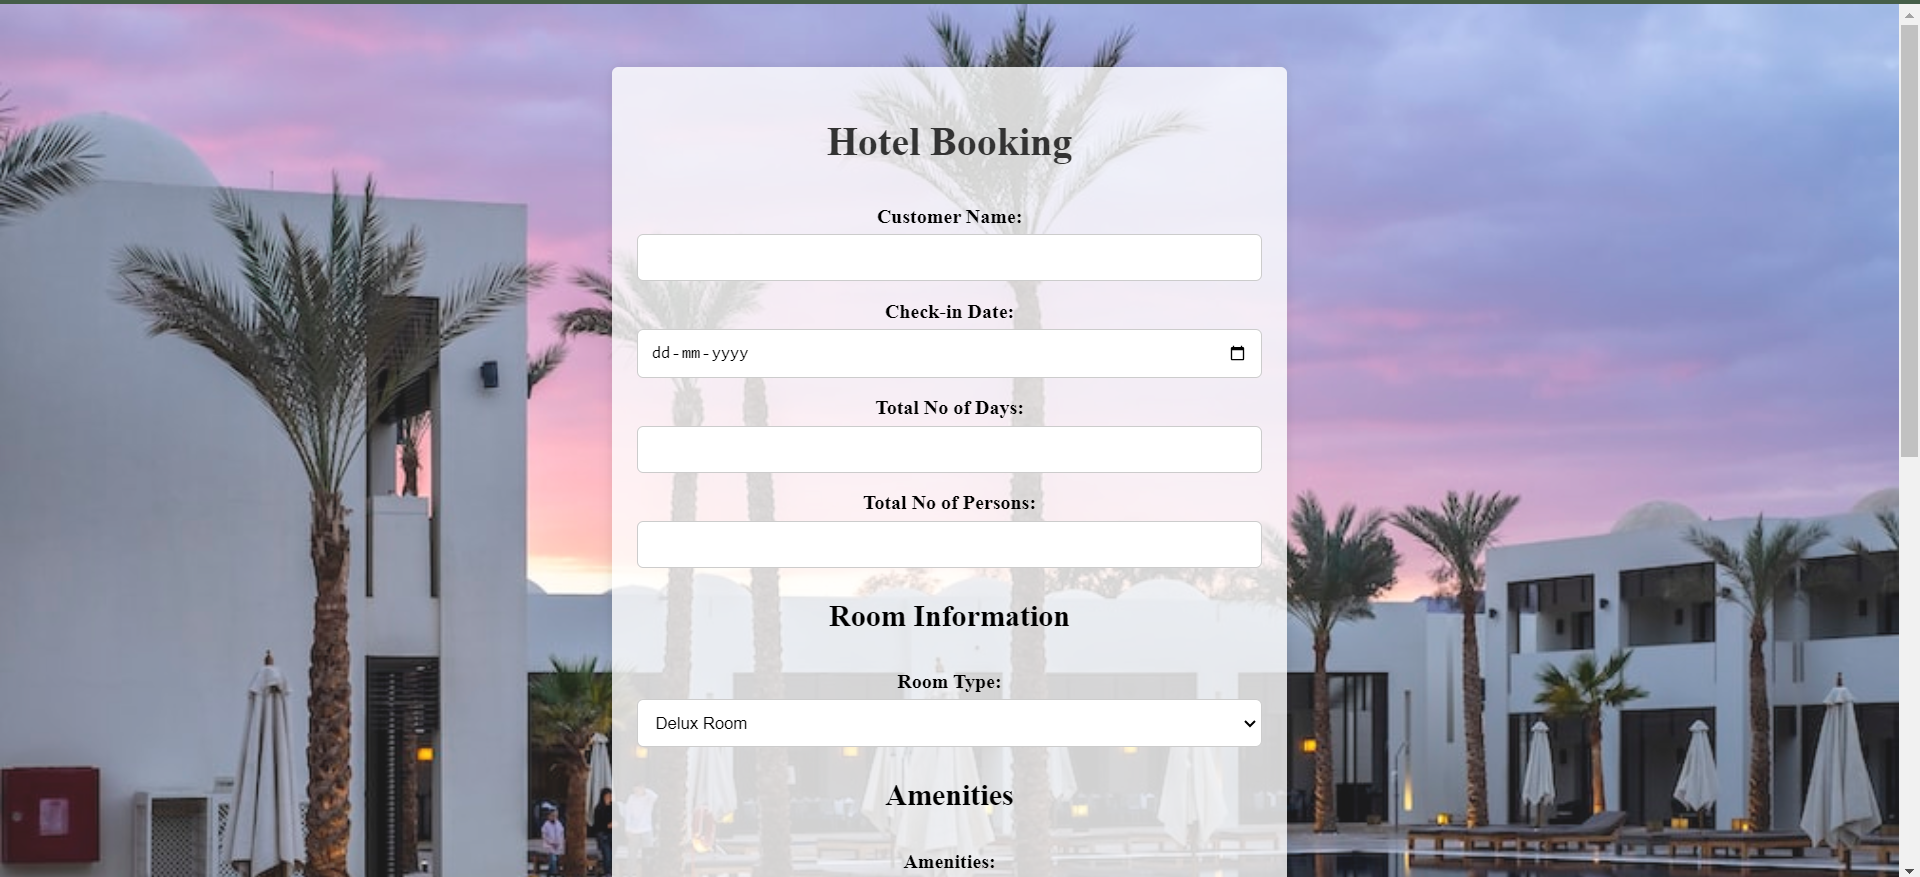 Hotel Booking
Customer Name:
Check-in Date:
dd-mm-yyyy
Total No of Days:
Total No of Persons:
Room Information
Room Type:
Delux Room
Amenities
Amenities: